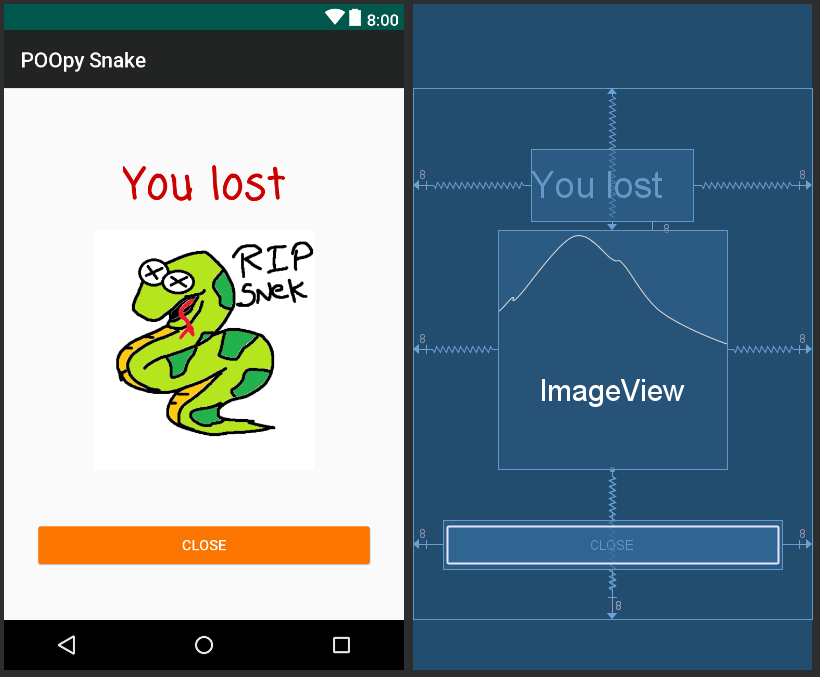 8:00
POOpy Snake
You lost
RIP
SNEK
CLOSE
You lost
8
8
8
ImageView
8
8
CLOSE
8
8
8